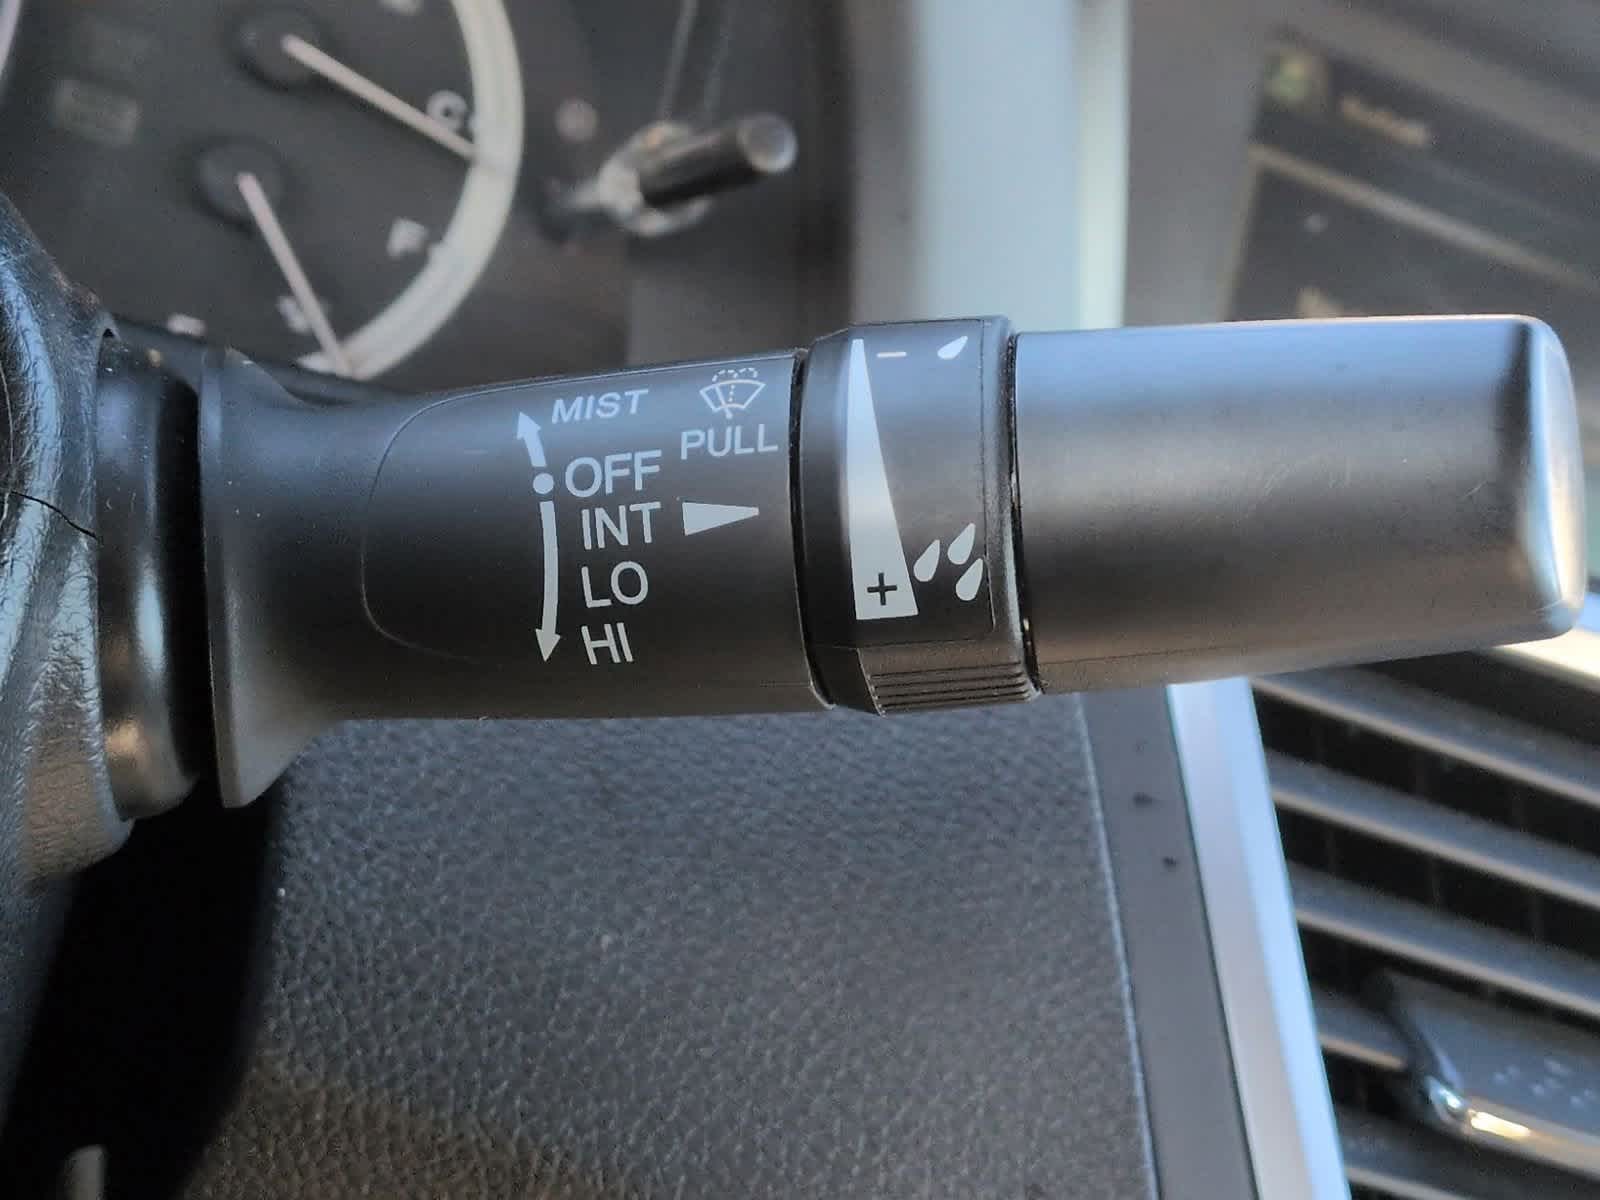 C
F
MIST
PULL
OFF
INT
LO
HI
−
+